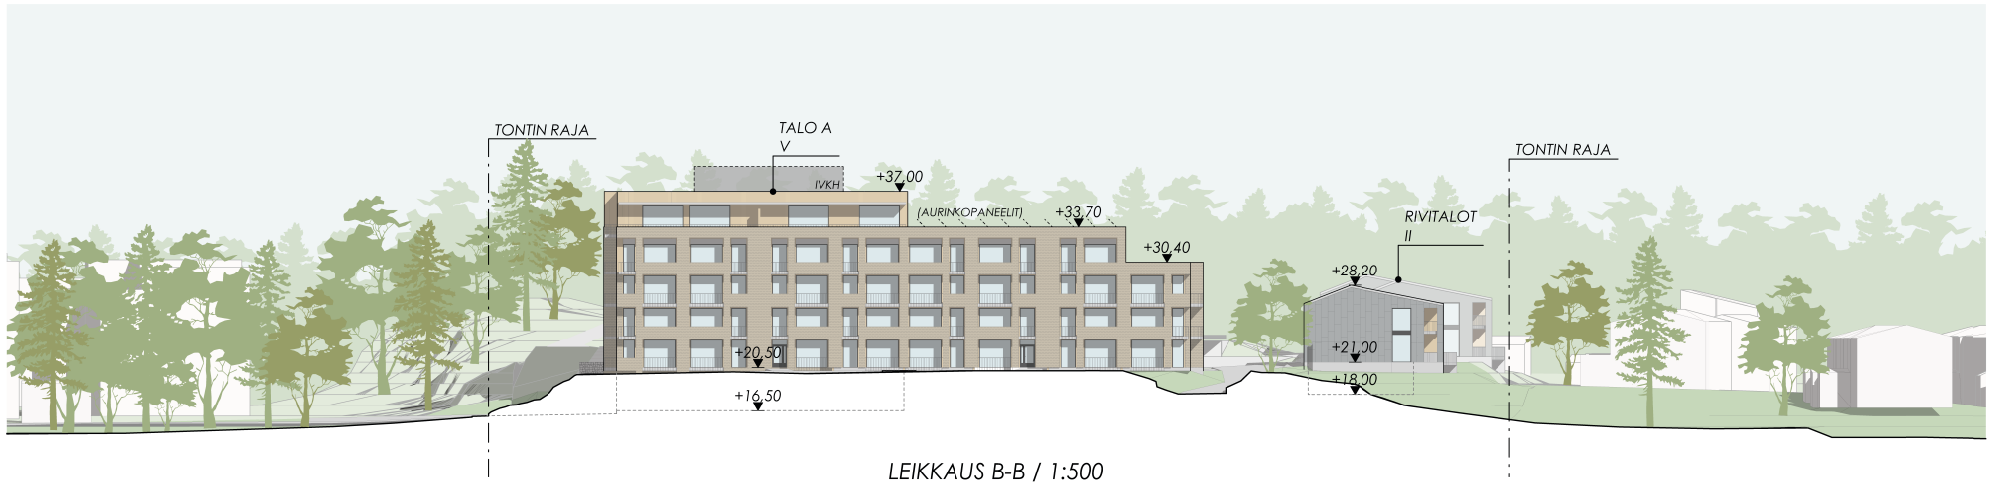 TONTIN RAJA
TALO A
V
IVKH
+37,00
(AURINKOPANEELIT)
+33,70
+30,40
TONTIN RAJA
RIVITALOT
II
+28,20
+20,50
+16,50
+21,00
+18,00
LEIKKAUS B-B / 1:500